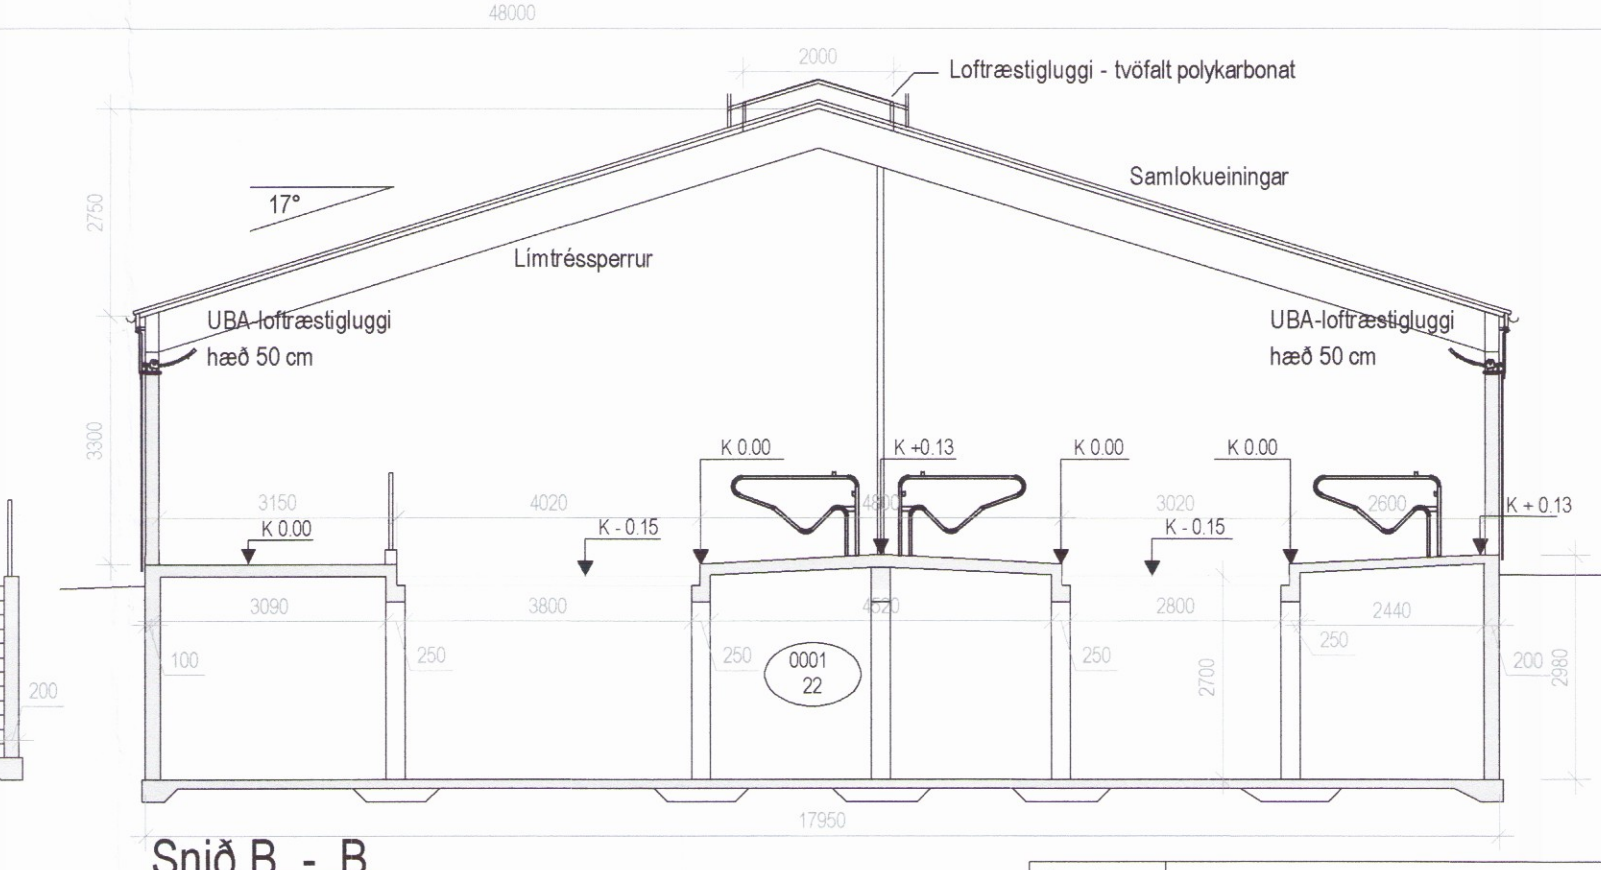 48000
2000
Loftræstigluggi - tvöfalt polykarbonat
Samlokueiningar
17°
2750
Límtréssperrur
UBA-loftræstigluggi
hæð 50 cm
UBA-loftræstigluggi
hæð 50 cm
3300
K 0.00
K +0.13
K 0.00
K 0.00
3150
4020
4800
3020
2600
K + 0.13
K 0.00
K - 0.15
K - 0.15
3090
3800
4520
2800
2440
100
250
250
250
250
200
0001
22
2700
2980
200
17950
Snið B - B